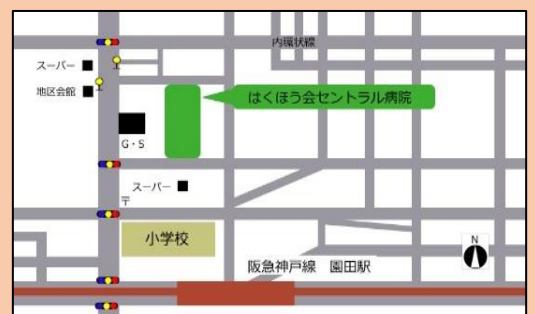 内環状線
スーパー
地区会館
はくほう会セントラル病院
G・S
スーパー
〒
小学校
N
阪急神戸線　園田駅